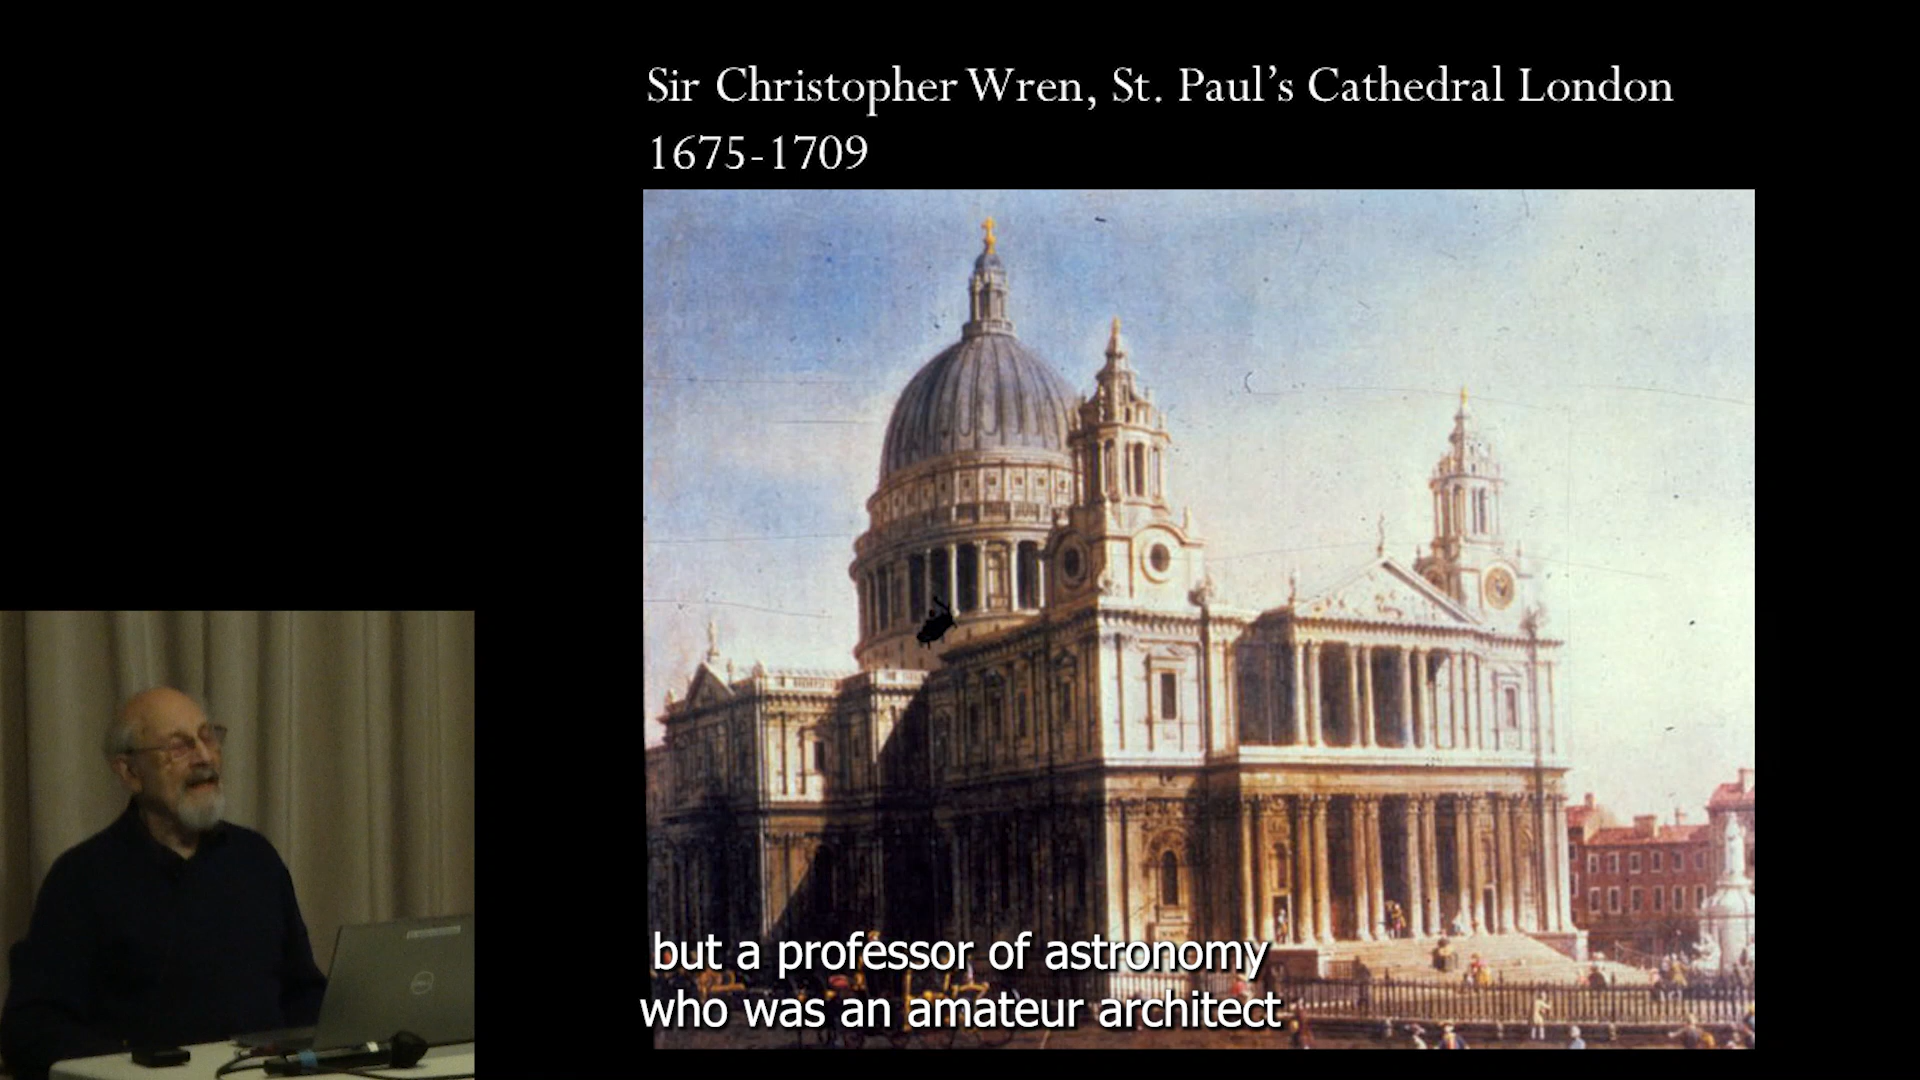 Sir Christopher Wren, St. Paul's Cathedral London
1675-1709
but a professor of astronomy
who was an amateur architect